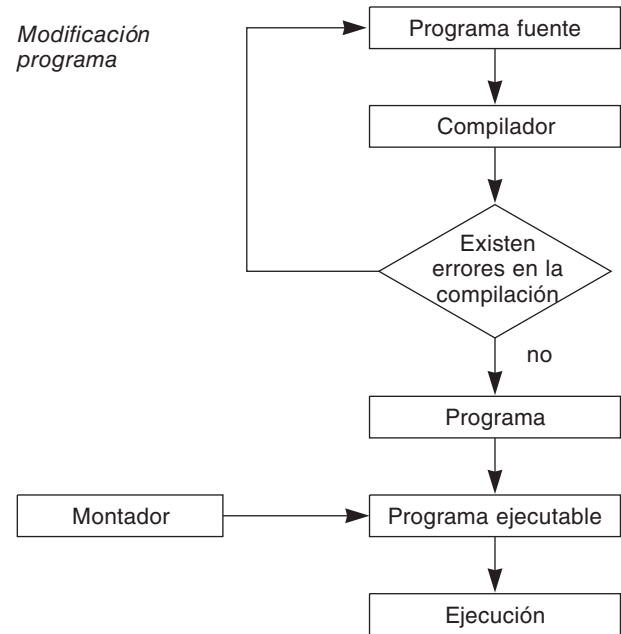 Modificación
programa
Programa fuente
Compilador
Existen
errores en la
compilación
no
Programa
Montador
Programa ejecutable
Ejecución